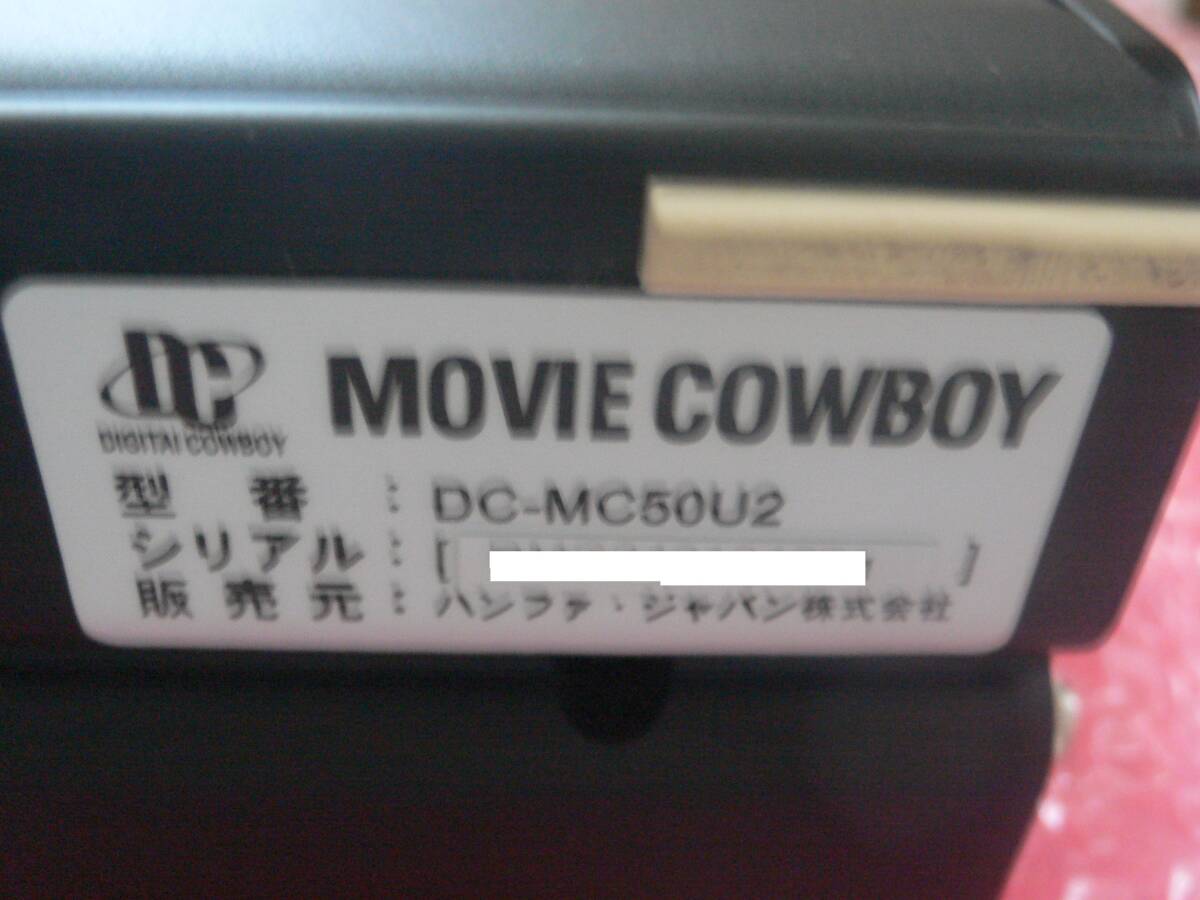 DC
DIGITAL COWBOY
MOVIE COWBOY
型番 : DC-MC50U2
シリアル : [ ]
販売元 : ハンファ・ジャパン株式会社